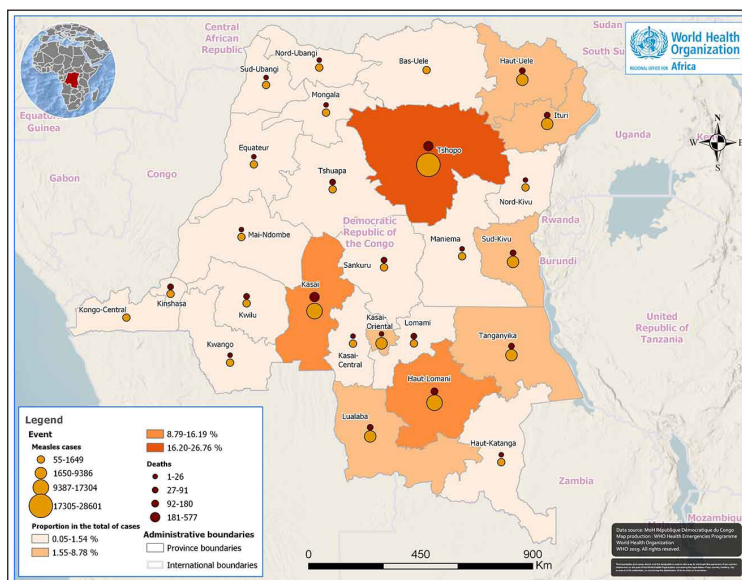 World Health
Organization
REGIONAL OFFICE FOR Africa
Central
African
Republic
Sudan
South Su
Equato
Guinea
Gabon
Congo
Uganda
Rwanda
Burundi
United
Republic of
Tanzania
Zambia
Mozambique
Democratic
Republic of
the Congo
N
W E
S
Nord-Ubangi
Sud-Ubangi
Bas-Uele
Haut-Uele
Mongala
Ituri
Equateur
Tshopo
Tshuapa
Nord-Kivu
Mai-Ndombe
Maniema
Sud-Kivu
Sankuru
Kasai
Kongo-Central
Kinshasa
Kwilu
Kasai-
Oriental
Lomami
Tanganyika
Kwango
Kasai-
Central
Haut-Lomani
Lualaba
Haut-Katanga
Legend
Event
Measles cases
55-1649
1650-9386
9387-17304
17305-28601
Proportion in the total of cases
0.05-1.54 %
1.55-8.78 %
8.79-16.19 %
16.20-26.76 %
Deaths
1-26
27-91
92-180
181-577
Administrative boundaries
Province boundaries
International boundaries
0 450 900
Km
Data source: MoH République Démocratique du Congo
Map production : WHO Health Emergencies Programme
World Health Organization
WHO 2019. All rights reserved.